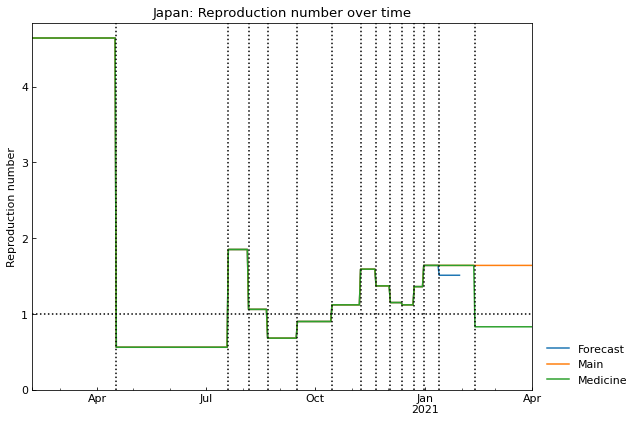 Japan: Reproduction number over time
Reproduction number
4
3
2
1
0
Apr
Jul
Oct
Jan
2021
Apr
Forecast
Main
Medicine